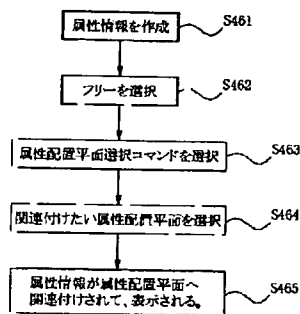 属性情報を作成
S461
フリーを選択
S462
属性配置平面選択コマンドを選択
S463
関連付けたい属性配置平面を選択
S464
属性情報が属性配置平面へ
関連付けされて、表示される。
S465